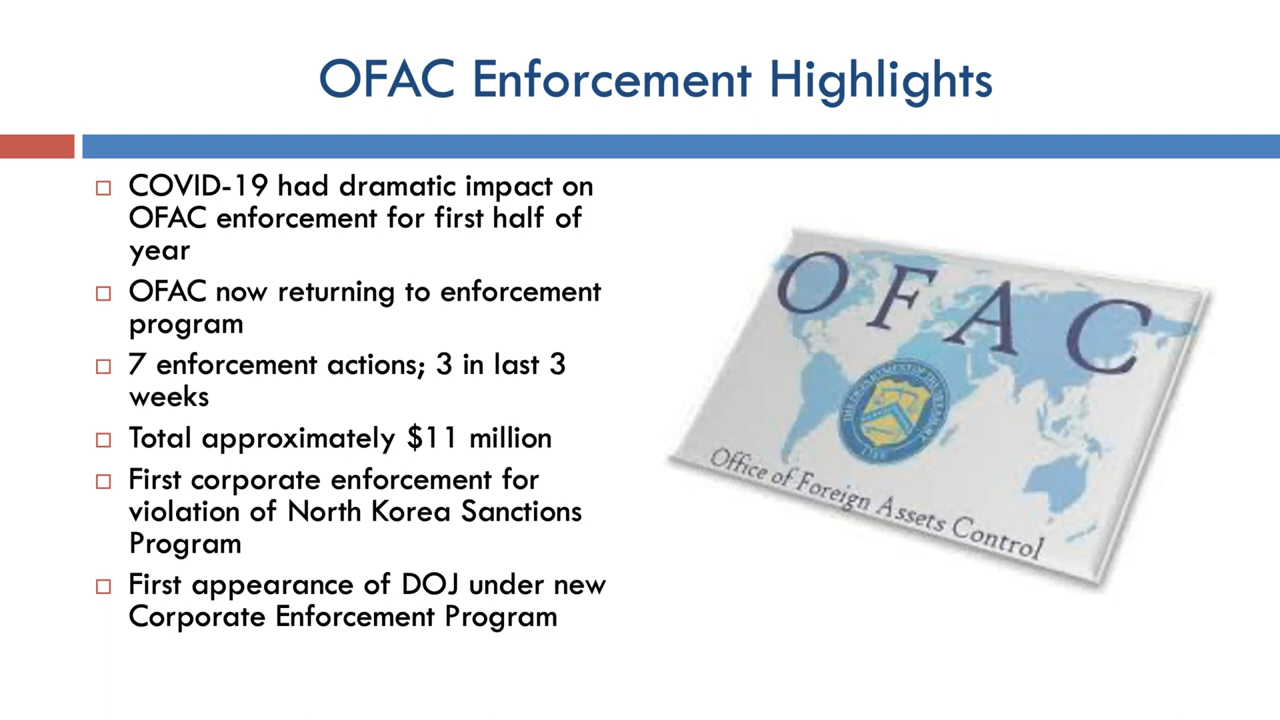 OFAC Enforcement Highlights
COVID-19 had dramatic impact on
OFAC enforcement for first half of
year
OFAC now returning to enforcement
program
7 enforcement actions; 3 in last 3
weeks
Total approximately $11 million
First corporate enforcement for
violation of North Korea Sanctions
Program
First appearance of DOJ under new
Corporate Enforcement Program
OFAC
Office of Foreign Assets Control